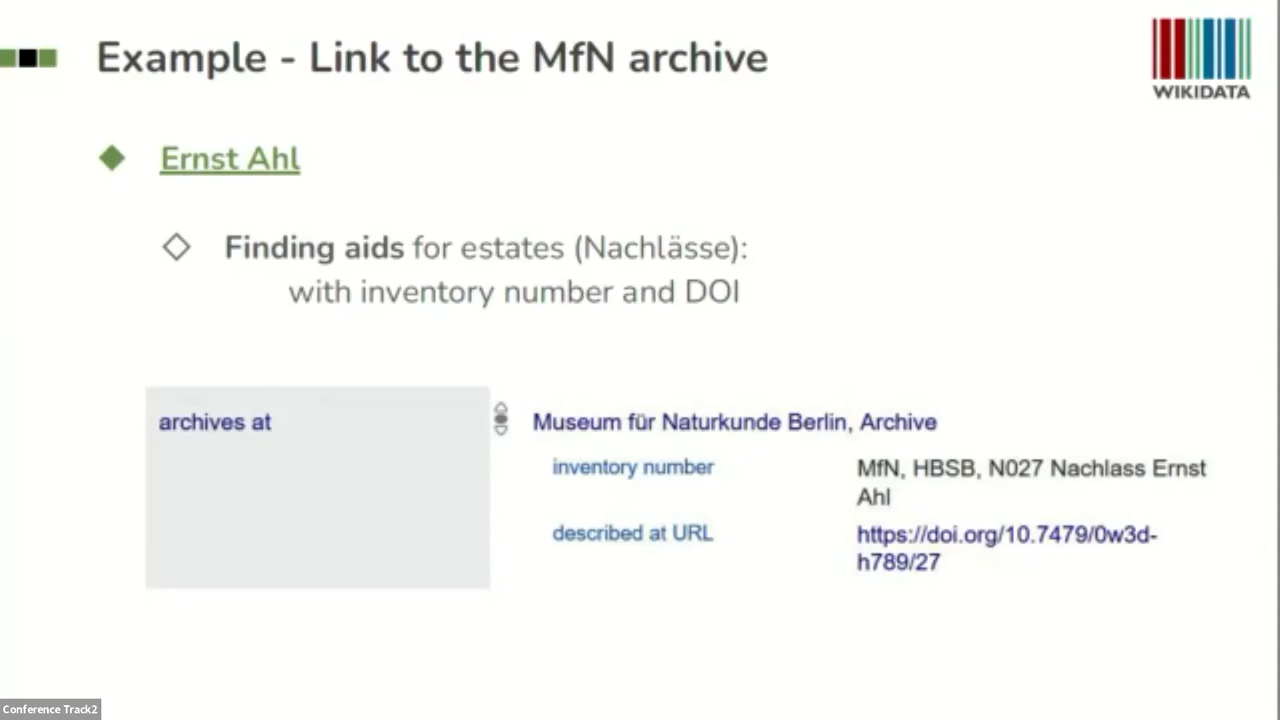 Example - Link to the MfN archive
WIKIDATA
Ernst Ahl
Finding aids for estates (Nachlässe):
with inventory number and DOI
archives at
Museum für Naturkunde Berlin, Archive
inventory number
MfN, HBSB, N027 Nachlass Ernst
Ahl
described at URL
https://doi.org/10.7479/0w3d-
h789/27
Conference Track2